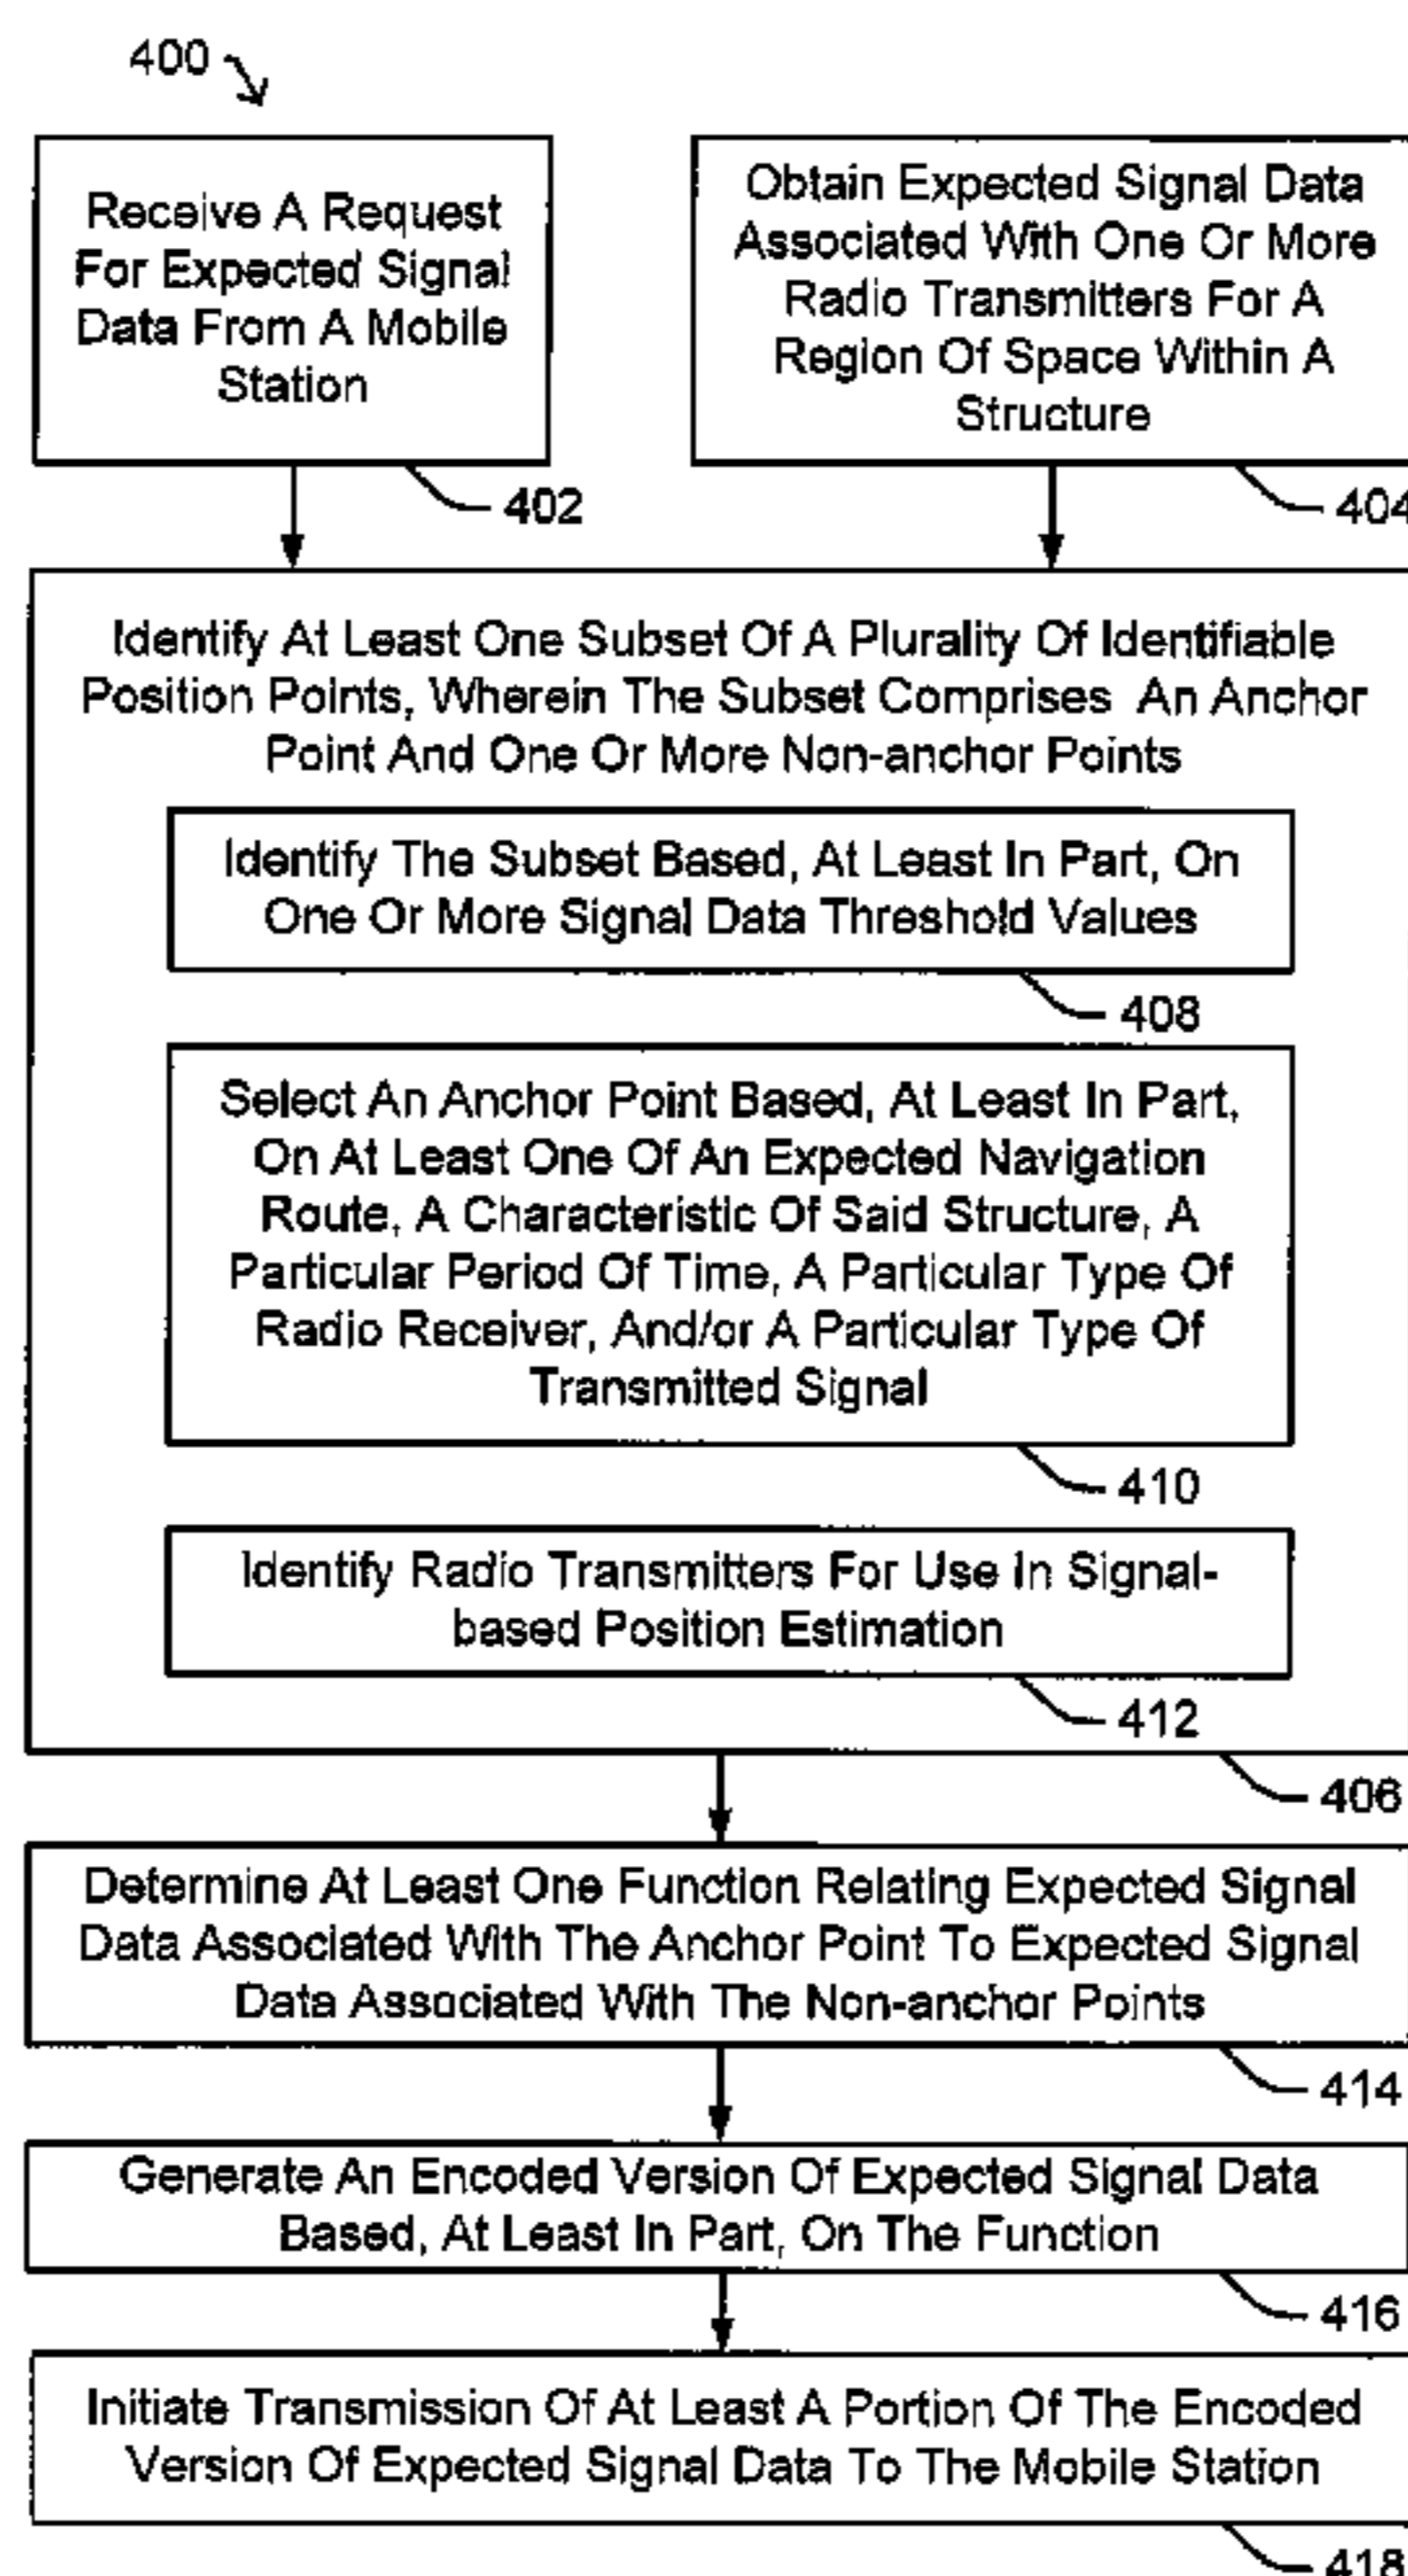 400
Receive A Request
For Expected Signal
Data From A Mobile
Station
402
Obtain Expected Signal Data
Associated With One Or More
Radio Transmitters For A
Region Of Space Within A
Structure
404
Identify At Least One Subset Of A Plurality Of Identifiable
Position Points, Wherein The Subset Comprises An Anchor
Point And One Or More Non-anchor Points
Identify The Subset Based, At Least In Part, On
One Or More Signal Data Threshold Values
408
Select An Anchor Point Based, At Least In Part,
On At Least One Of An Expected Navigation
Route, A Characteristic Of Said Structure, A
Particular Period Of Time, A Particular Type Of
Radio Receiver, And/or A Particular Type Of
Transmitted Signal
410
Identify Radio Transmitters For Use In Signal-
based Position Estimation
412
406
Determine At Least One Function Relating Expected Signal
Data Associated With The Anchor Point To Expected Signal
Data Associated With The Non-anchor Points
414
Generate An Encoded Version Of Expected Signal Data
Based, At Least In Part, On The Function
416
Initiate Transmission Of At Least A Portion Of The Encoded
Version Of Expected Signal Data To The Mobile Station
418